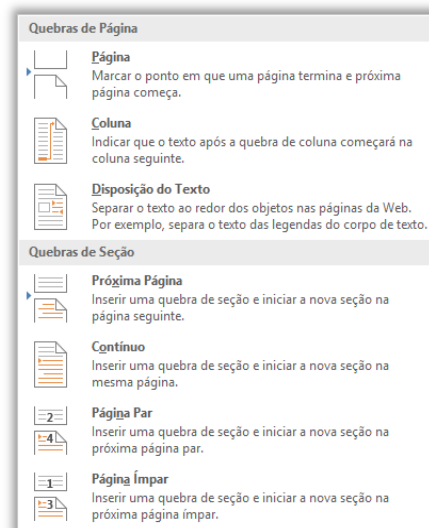 Quebras de Página
Página
Marcar o ponto em que uma página termina e próxima
página começa.
Coluna
Indicar que o texto após a quebra de coluna começará na
coluna seguinte.
Disposição do Texto
Separar o texto ao redor dos objetos nas páginas da Web.
Por exemplo, separa o texto das legendas do corpo de texto.
Quebras de Seção
Próxima Página
Inserir uma quebra de seção e iniciar a nova seção na
página seguinte.
Contínuo
Inserir uma quebra de seção e iniciar a nova seção na
mesma página.
2
4
Página Par
Inserir uma quebra de seção e iniciar a nova seção na
próxima página par.
1
3
Página Ímpar
Inserir uma quebra de seção e iniciar a nova seção na
próxima página ímpar.